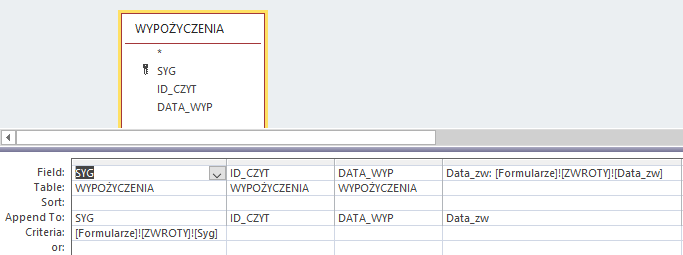 WYPOŻYCZENIA
*
SYG
ID_CZYT
DATA_WYP
Field: SYG ID_CZYT DATA_WYP Data_zw: [Formularze]![ZWROTY]![Data_zw]
Table: WYPOŻYCZENIA WYPOŻYCZENIA WYPOŻYCZENIA
Sort:
Append To: SYG ID_CZYT DATA_WYP Data_zw
Criteria: [Formularze]![ZWROTY]![Syg]
or: